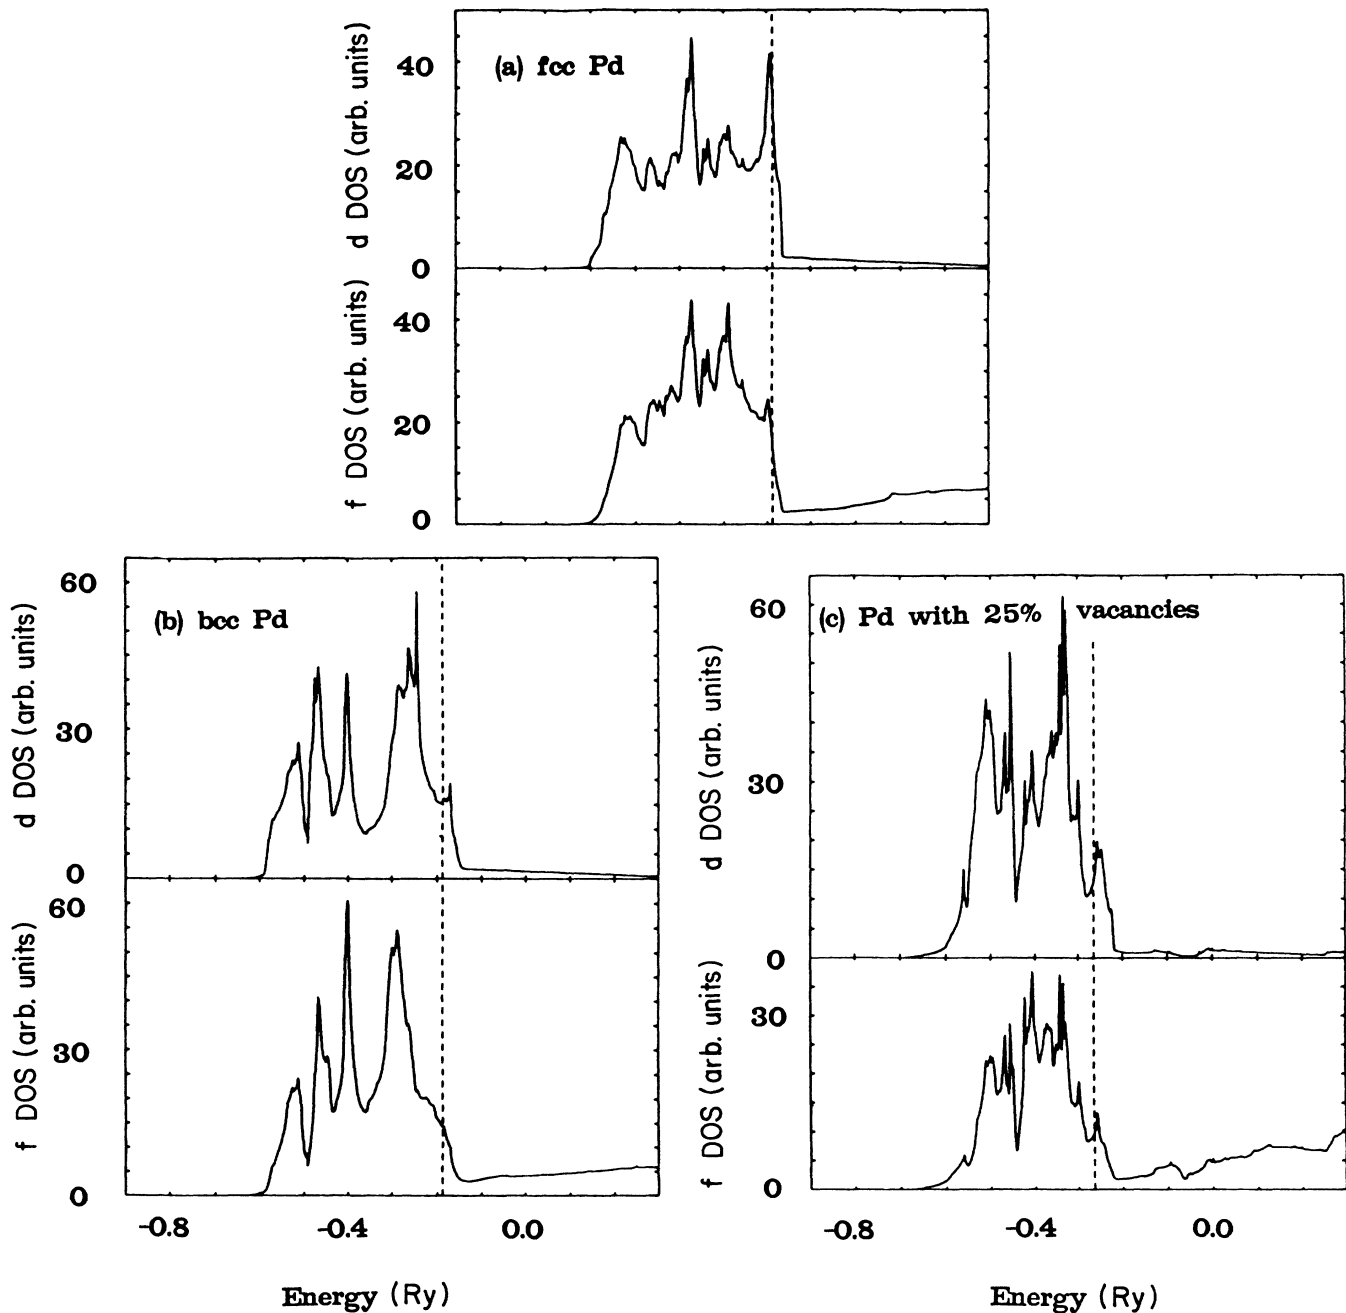 (a) fcc Pd
d DOS (arb. units)
40
20
0
f DOS (arb. units)
40
20
0
(b) bcc Pd
d DOS (arb. units)
60
30
0
f DOS (arb. units)
60
30
0
-0.8 -0.4 0.0
Energy (Ry)
(c) Pd with 25% vacancies
d DOS (arb. units)
60
30
0
f DOS (arb. units)
30
0
-0.8 -0.4 0.0
Energy (Ry)